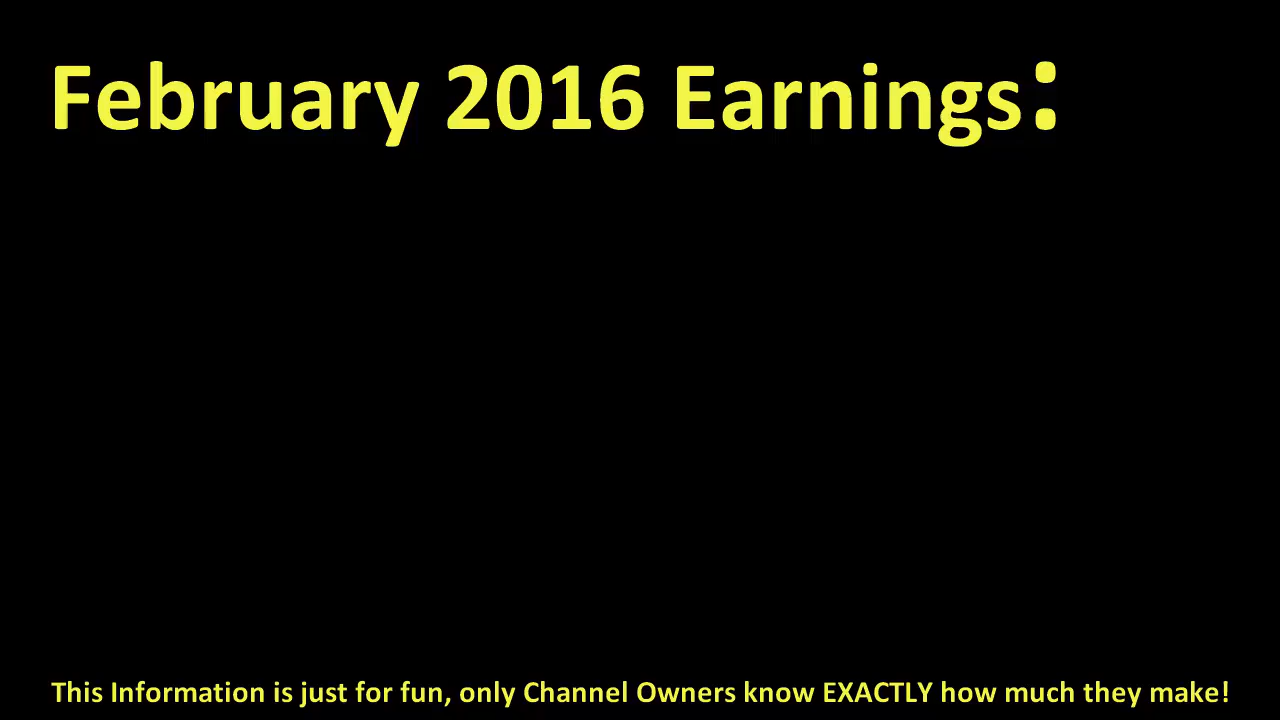 February 2016 Earnings:
This Information is just for fun, only Channel Owners know EXACTLY how much they make!